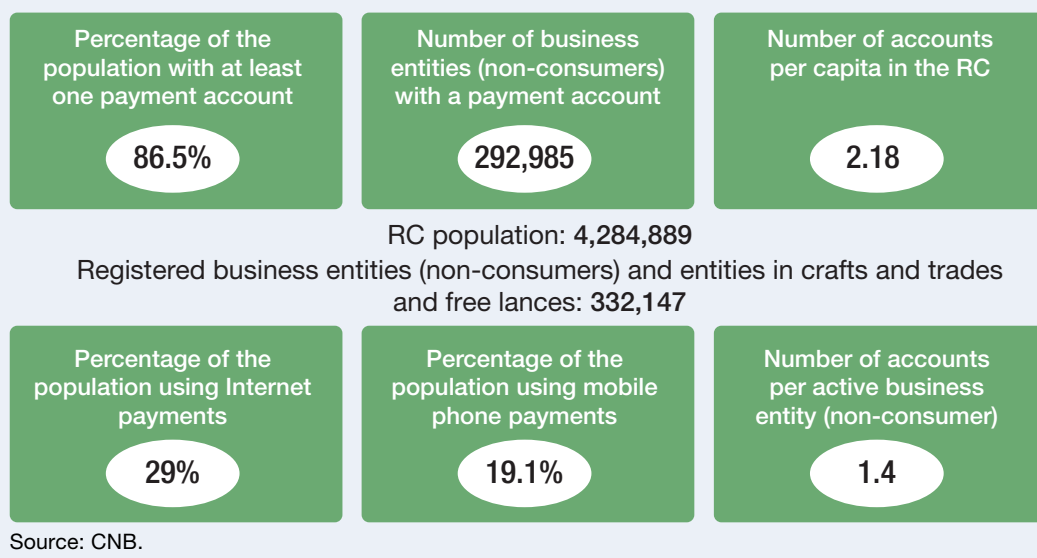 Percentage of the
population with at least
one payment account
86.5%
Number of business
entities (non-consumers)
with a payment account
292,985
Number of accounts
per capita in the RC
2.18
RC population: 4,284,889
Registered business entities (non-consumers) and entities in crafts and trades
and free lances: 332,147
Percentage of the
population using Internet
payments
29%
Percentage of the
population using mobile
phone payments
19.1%
Number of accounts
per active business
entity (non-consumer)
1.4
Source: CNB.